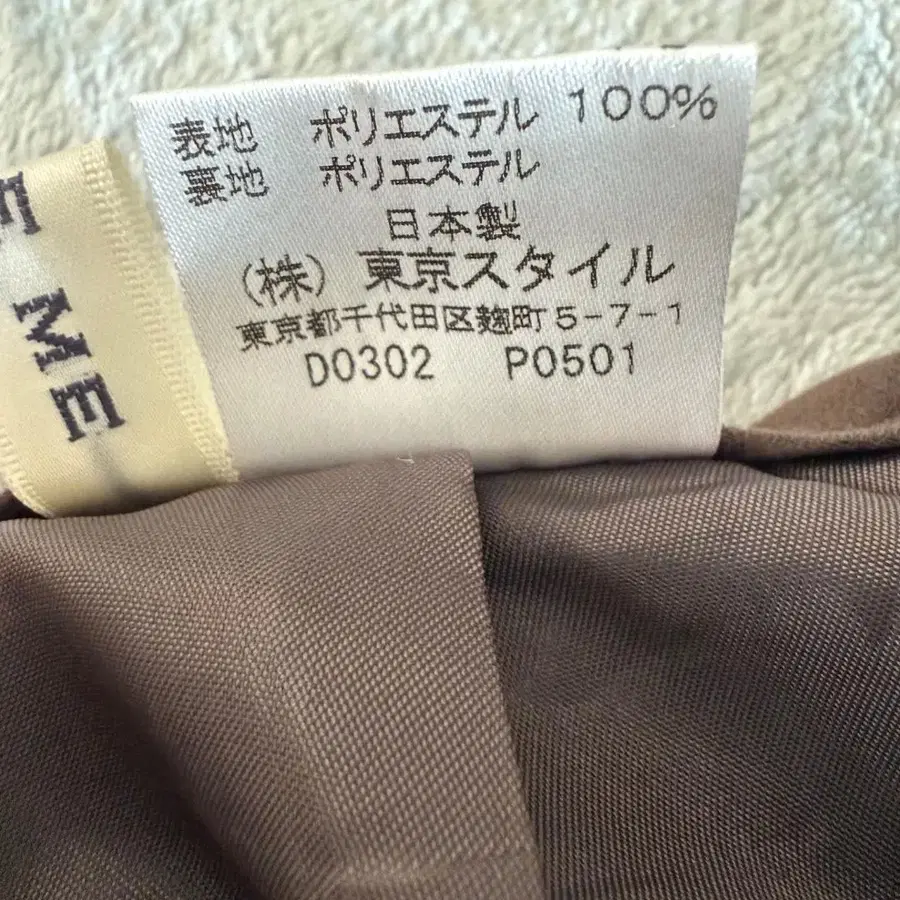 表地 ポリエステル 100%
裏地 ポリエステル
日本製
(株) 東京スタイル
東京都千代田区麹町5-7-1
D0302 P0501
E ME